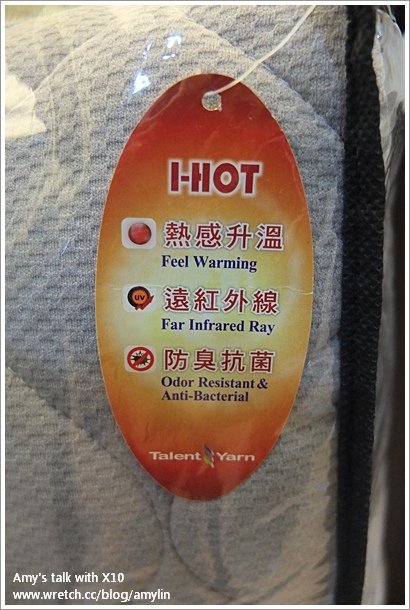 I-HOT
熱感升溫
Feel Warming
UV
遠紅外線
Far Infrared Ray
防臭抗菌
Odor Resistant &
Anti-Bacterial
Talent Yarn
Amy's talk with X10
www.wretch.cc/blog/amylin